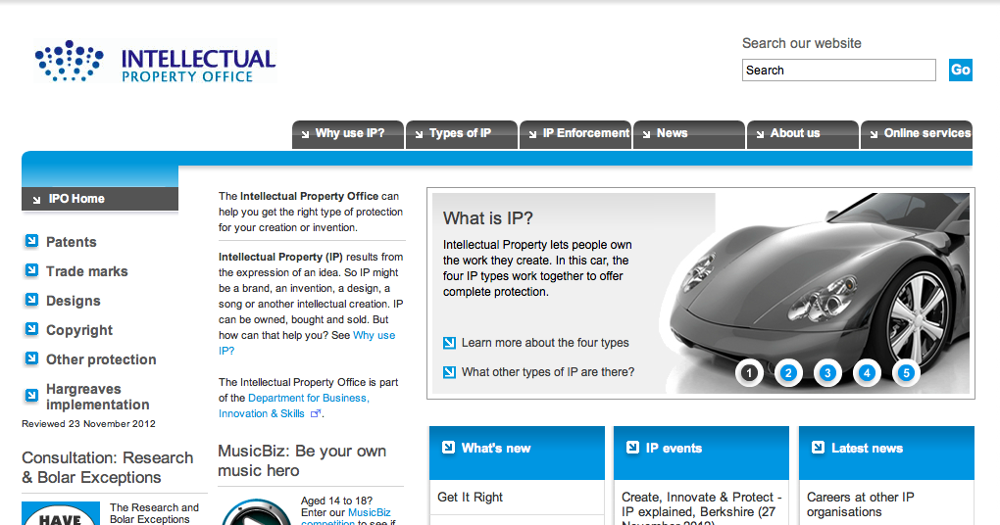 INTELLECTUAL
PROPERTY OFFICE
Search our website
Search
Go
Why use IP?
Types of IP
IP Enforcement
News
About us
Online services
IPO Home
Patents
Trade marks
Designs
Copyright
Other protection
Hargreaves
implementation
Reviewed 23 November 2012
Consultation: Research
& Bolar Exceptions
HAVE
The Research and
Bolar Exceptions
The Intellectual Property Office can
help you get the right type of protection
for your creation or invention.
Intellectual Property (IP) results from
the expression of an idea. So IP might
be a brand, an invention, a design, a
song or another intellectual creation. IP
can be owned, bought and sold. But
how can that help you? See Why use
IP?
The Intellectual Property Office is part
of the Department for Business,
Innovation & Skills.
MusicBiz: Be your own
music hero
Aged 14 to 18?
Enter our MusicBiz
competition to see if
What is IP?
Intellectual Property lets people own
the work they create. In this car, the
four IP types work together to offer
complete protection.
Learn more about the four types
What other types of IP are there?
1 2 3 4 5
What's new
Get It Right
IP events
Create, Innovate & Protect -
IP explained, Berkshire (27
November 2012)
Latest news
Careers at other IP
organisations